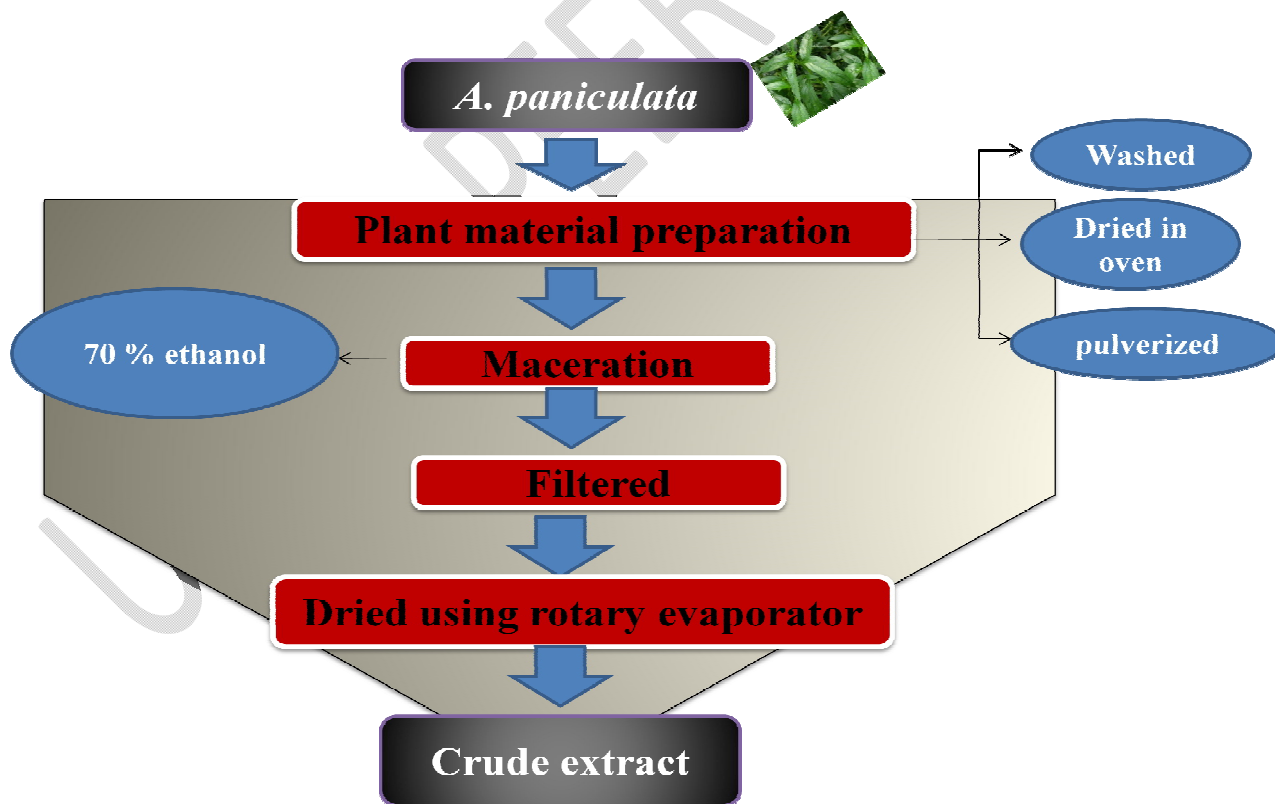 A. paniculata
Washed
Plant material preparation
Dried in
oven
70 % ethanol
Maceration
pulverized
Filtered
Dried using rotary evaporator
Crude extract